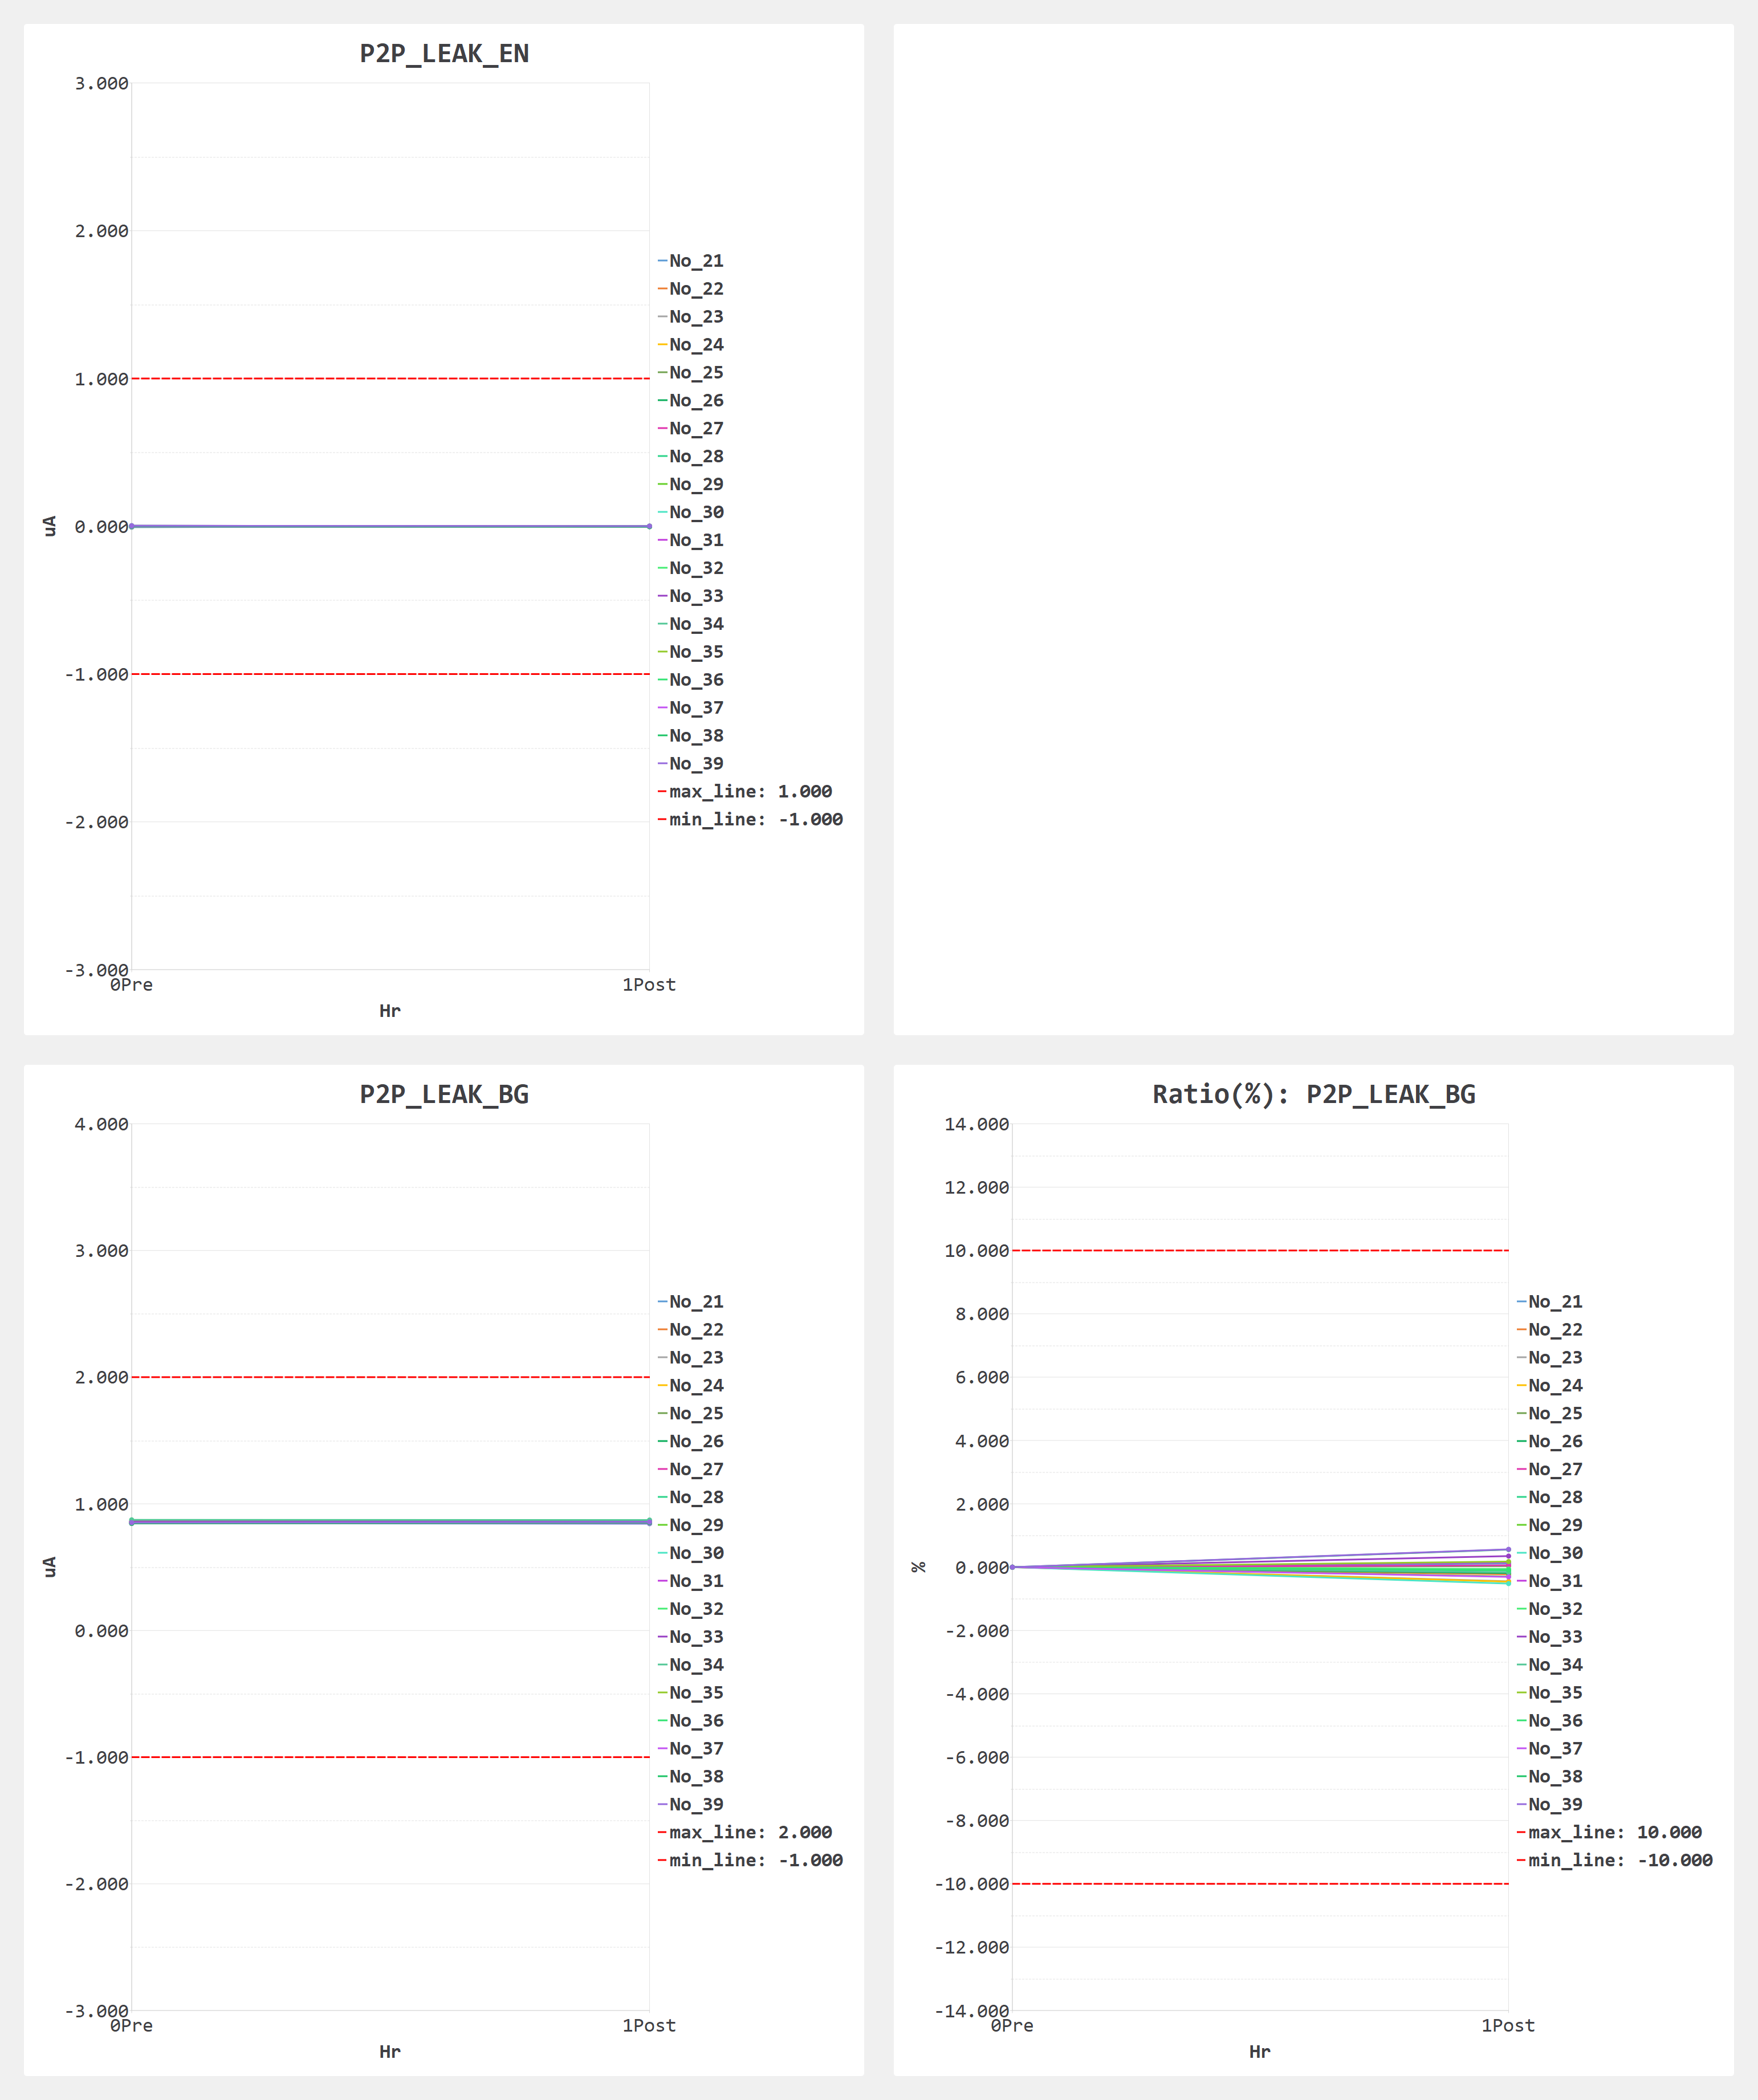 P2P_LEAK_EN
3.000
2.000
1.000
0.000
-1.000
-2.000
-3.000
uA
0Pre
1Post
Hr
No_21
No_22
No_23
No_24
No_25
No_26
No_27
No_28
No_29
No_30
No_31
No_32
No_33
No_34
No_35
No_36
No_37
No_38
No_39
max_line: 1.000
min_line: -1.000
P2P_LEAK_BG
4.000
3.000
2.000
1.000
0.000
-1.000
-2.000
-3.000
uA
0Pre
1Post
Hr
No_21
No_22
No_23
No_24
No_25
No_26
No_27
No_28
No_29
No_30
No_31
No_32
No_33
No_34
No_35
No_36
No_37
No_38
No_39
max_line: 2.000
min_line: -1.000
Ratio(%): P2P_LEAK_BG
14.000
12.000
10.000
8.000
6.000
4.000
2.000
0.000
-2.000
-4.000
-6.000
-8.000
-10.000
-12.000
-14.000
%
0Pre
1Post
Hr
No_21
No_22
No_23
No_24
No_25
No_26
No_27
No_28
No_29
No_30
No_31
No_32
No_33
No_34
No_35
No_36
No_37
No_38
No_39
max_line: 10.000
min_line: -10.000